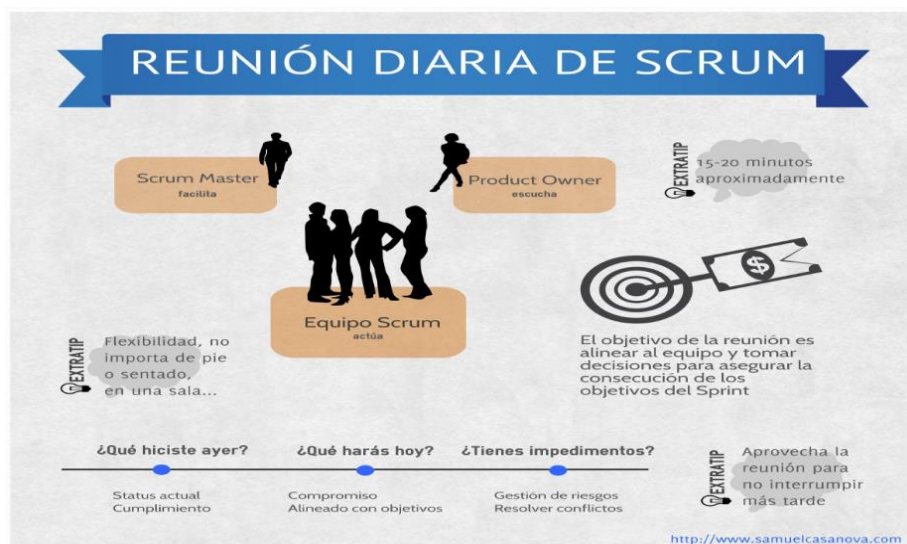 REUNIÓN DIARIA DE SCRUM
Scrum Master
facilita
Product Owner
escucha
EXTRATIP
15-20 minutos
aproximadamente
Equipo Scrum
actúa
$
El objetivo de la reunión es
alinear al equipo y tomar
decisiones para asegurar la
consecución de los
objetivos del Sprint
EXTRATIP
Flexibilidad, no
importa de pie
o sentado,
en una sala...
¿Qué hiciste ayer?
Status actual
Cumplimiento
¿Qué harás hoy?
Compromiso
Alineado con objetivos
¿Tienes impedimentos?
Gestión de riesgos
Resolver conflictos
EXTRATIP
Aprovecha la
reunión para
no interrumpir
más tarde
http://www.samuelcasanova.com